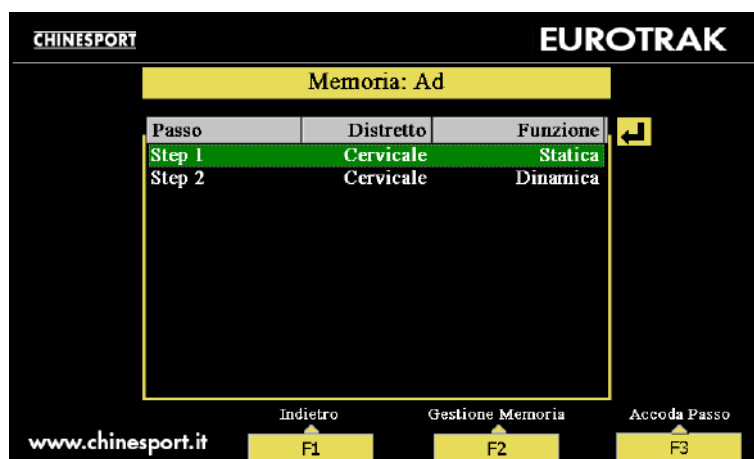 CHINESPORT EUROTRAK
Memoria: Ad
Passo Distretto Funzione
Step 1 Cervicale Statica
Step 2 Cervicale Dinamica
Indietro Gestione Memoria Accoda Passo
www.chinesport.it F1 F2 F3